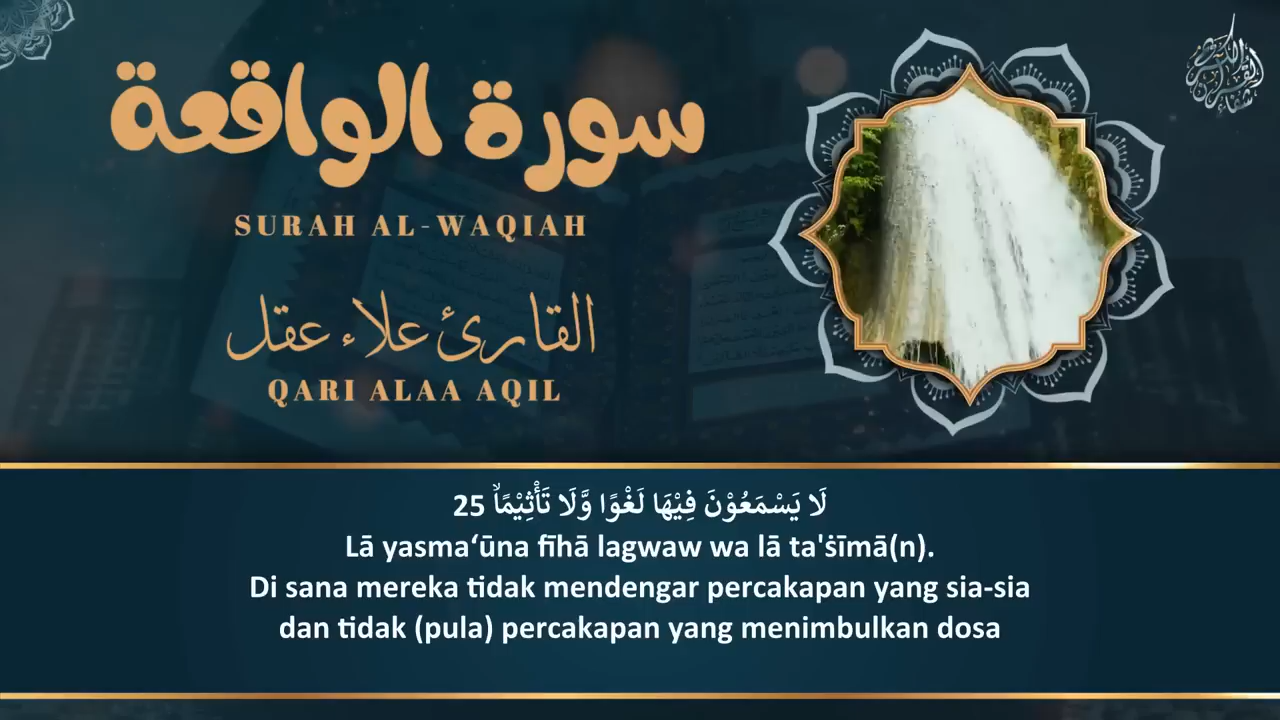 سورة الواقعة
SURAH AL-WAQIAH
القارئ علاء عقل
QARI ALAA AQIL
لَا يَسْمَعُوْنَ فِيْهَا لَغْوًا وَّلَا تَأْثِيْمًاۙ 25
Lā yasma‘ūna fīhā lagwaw wa lā ta'ṡīmā(n).
Di sana mereka tidak mendengar percakapan yang sia-sia
dan tidak (pula) percakapan yang menimbulkan dosa